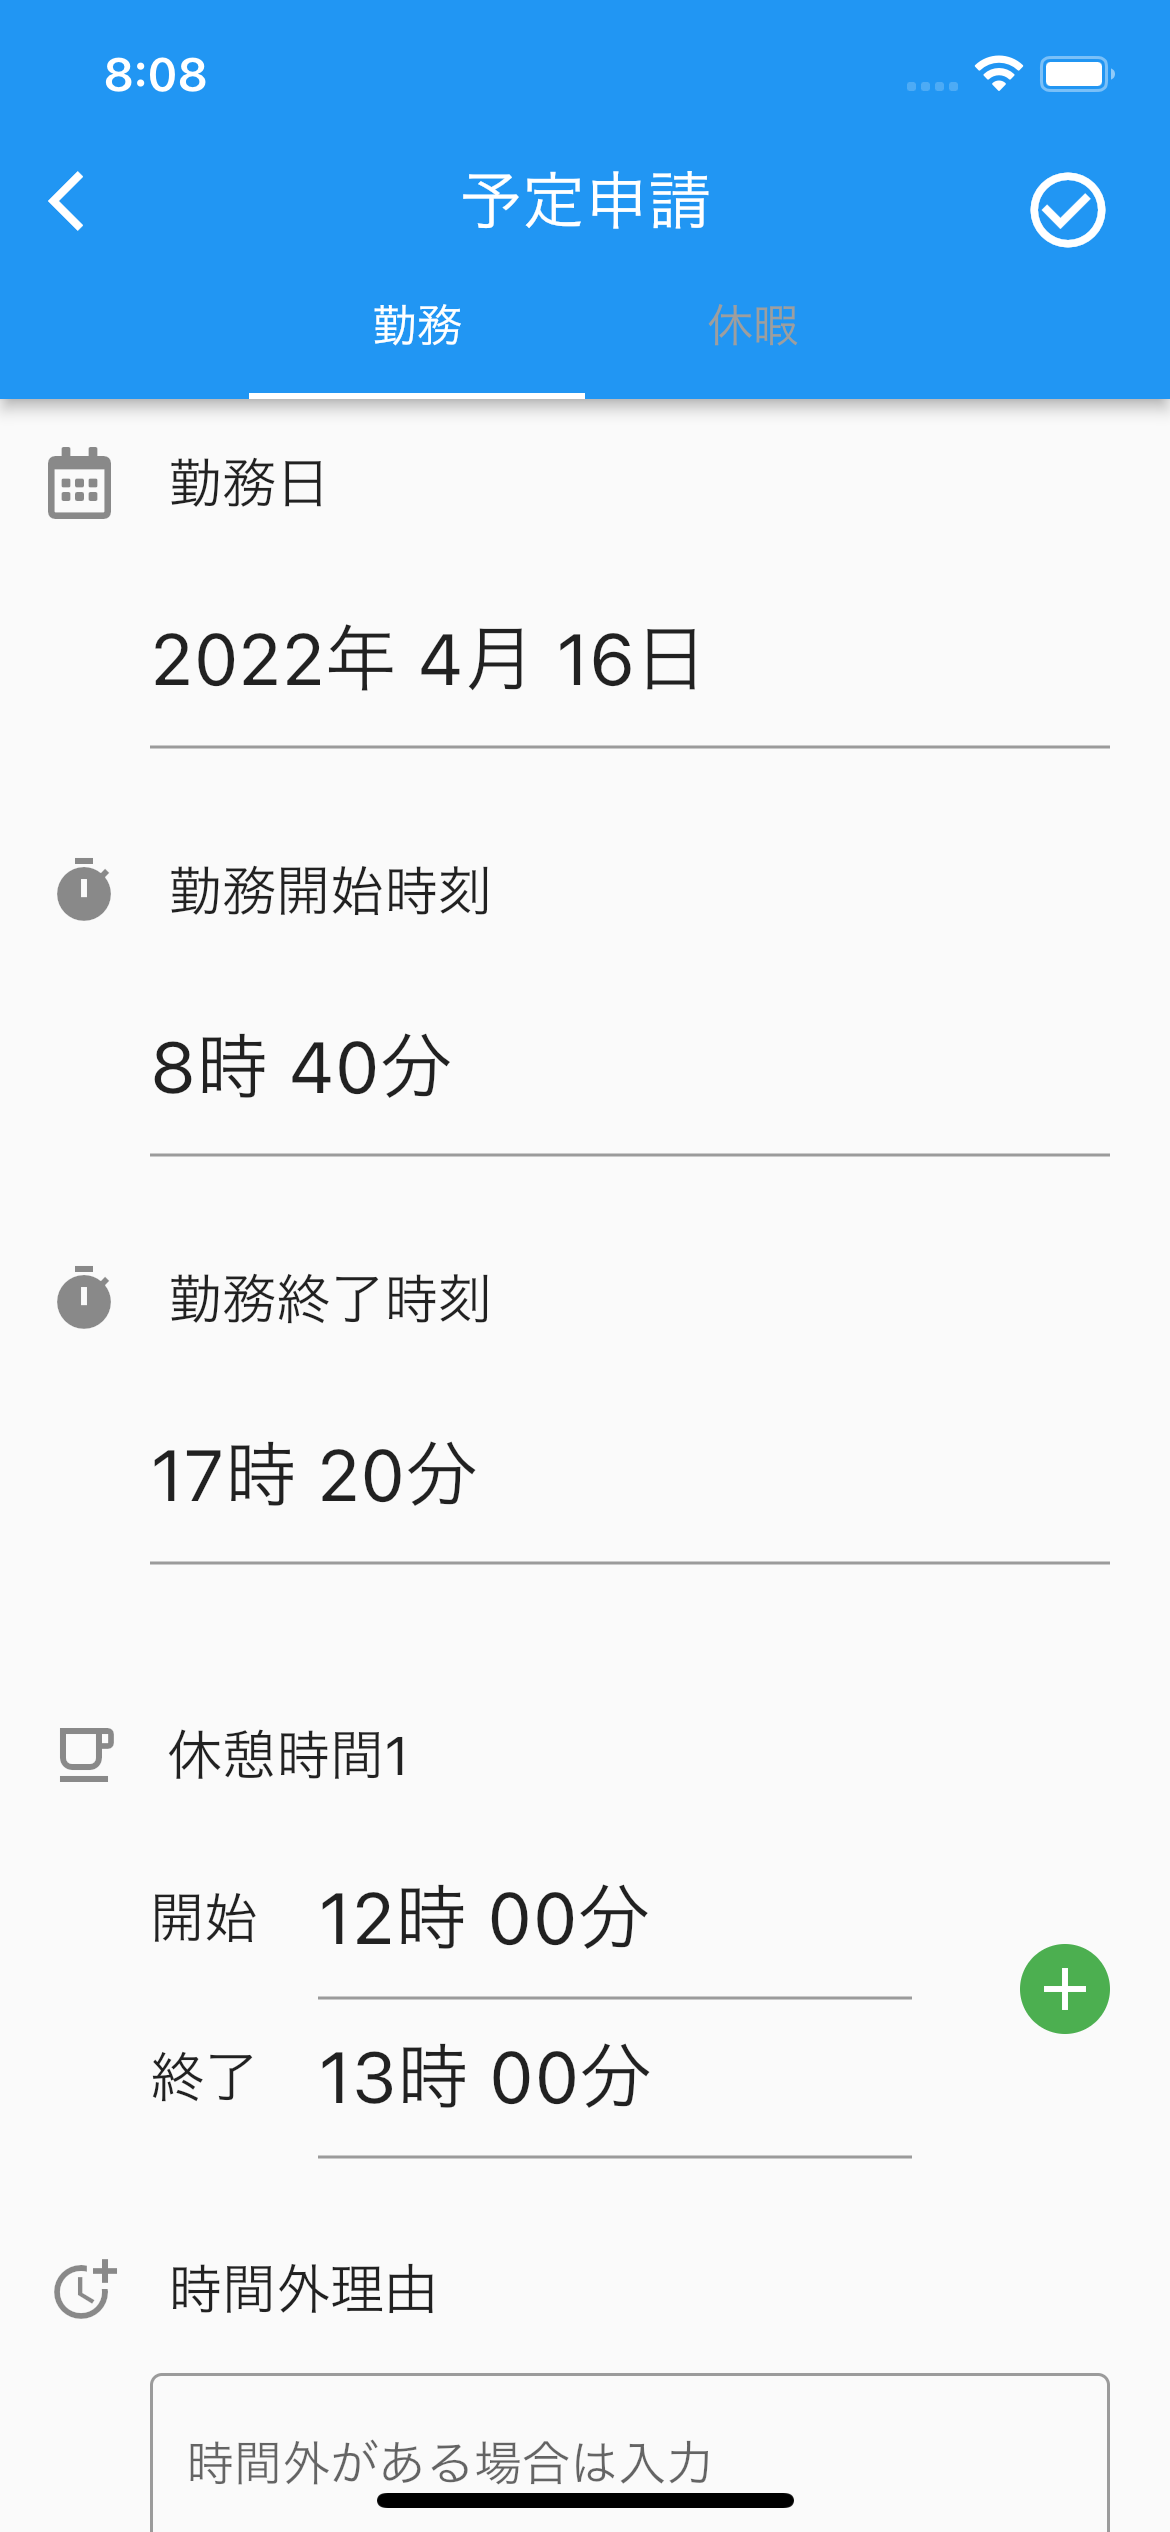 8:08
予定申請
勤務 休暇
勤務日
2022年 4月 16日
勤務開始時刻
8時 40分
勤務終了時刻
17時 20分
休憩時間1
開始 12時 00分
終了 13時 00分
時間外理由
時間外がある場合は入力